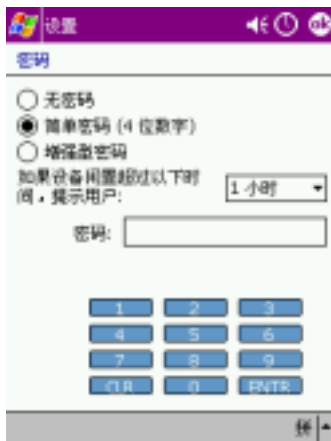 设置
ok
密码
无密码
简单密码 (4 位数字)
增强型密码
如果设备闲置超过以下时
间，提示用户:
1 小时
密码:
1 2 3
4 5 6
7 8 9
CLR 0 ENTR
拼